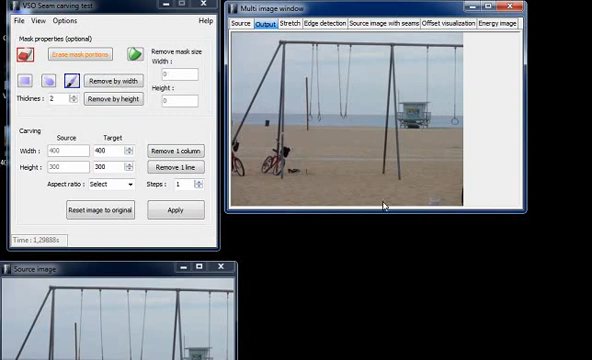 VSO Seam carving test
File View Options Help
Mask properties (optional)
Erase mask portions
Remove mask size
Width :
0
Remove by width
Height :
Thicknes : 2
Remove by height
0
Carving
Source Target
Width : 400 400 Remove 1 column
Height : 300 300 Remove 1 line
Aspect ratio : Select Steps : 1
Reset image to original Apply
Time : 1,29888s
Multi image window
Source Output Stretch Edge detection Source image with seams Offset visualization Energy image
Source image